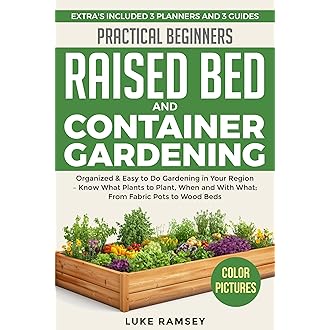 EXTRA'S INCLUDED 3 PLANNERS AND 3 GUIDES
PRACTICAL BEGINNERS
RAISED BED
AND
CONTAINER
GARDENING
Organized & Easy to Do Gardening in Your Region
– Know What Plants to Plant, When and With What;
From Fabric Pots to Wood Beds
COLOR
PICTURES
LUKE RAMSEY